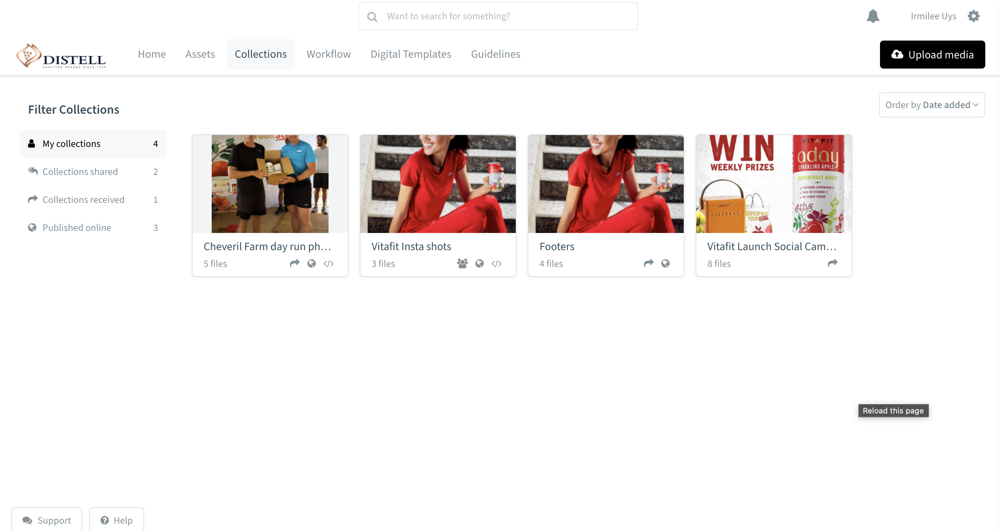 Want to search for something?
Irmilee Uys
DISTELL
CRAFTING BRANDS SINCE 1925
Home
Assets
Collections
Workflow
Digital Templates
Guidelines
Upload media
Filter Collections
Order by Date added
My collections 4
Collections shared 2
Collections received 1
Published online 3
WIN
WEEKLY PRIZES
FIELDBAR
SUPERFRUIT
YOUR SOUL
VITAFIT
aday
SPARKLING APPLE
SUPERFRUIT BOOST
CONTAINS SUPERFRUITS
HIGH IN VITAMIN C
NO ADDED SUGAR
Cheveril Farm day run ph...
5 files
Vitafit Insta shots
3 files
Footers
4 files
Vitafit Launch Social Cam...
8 files
Reload this page
Support
Help